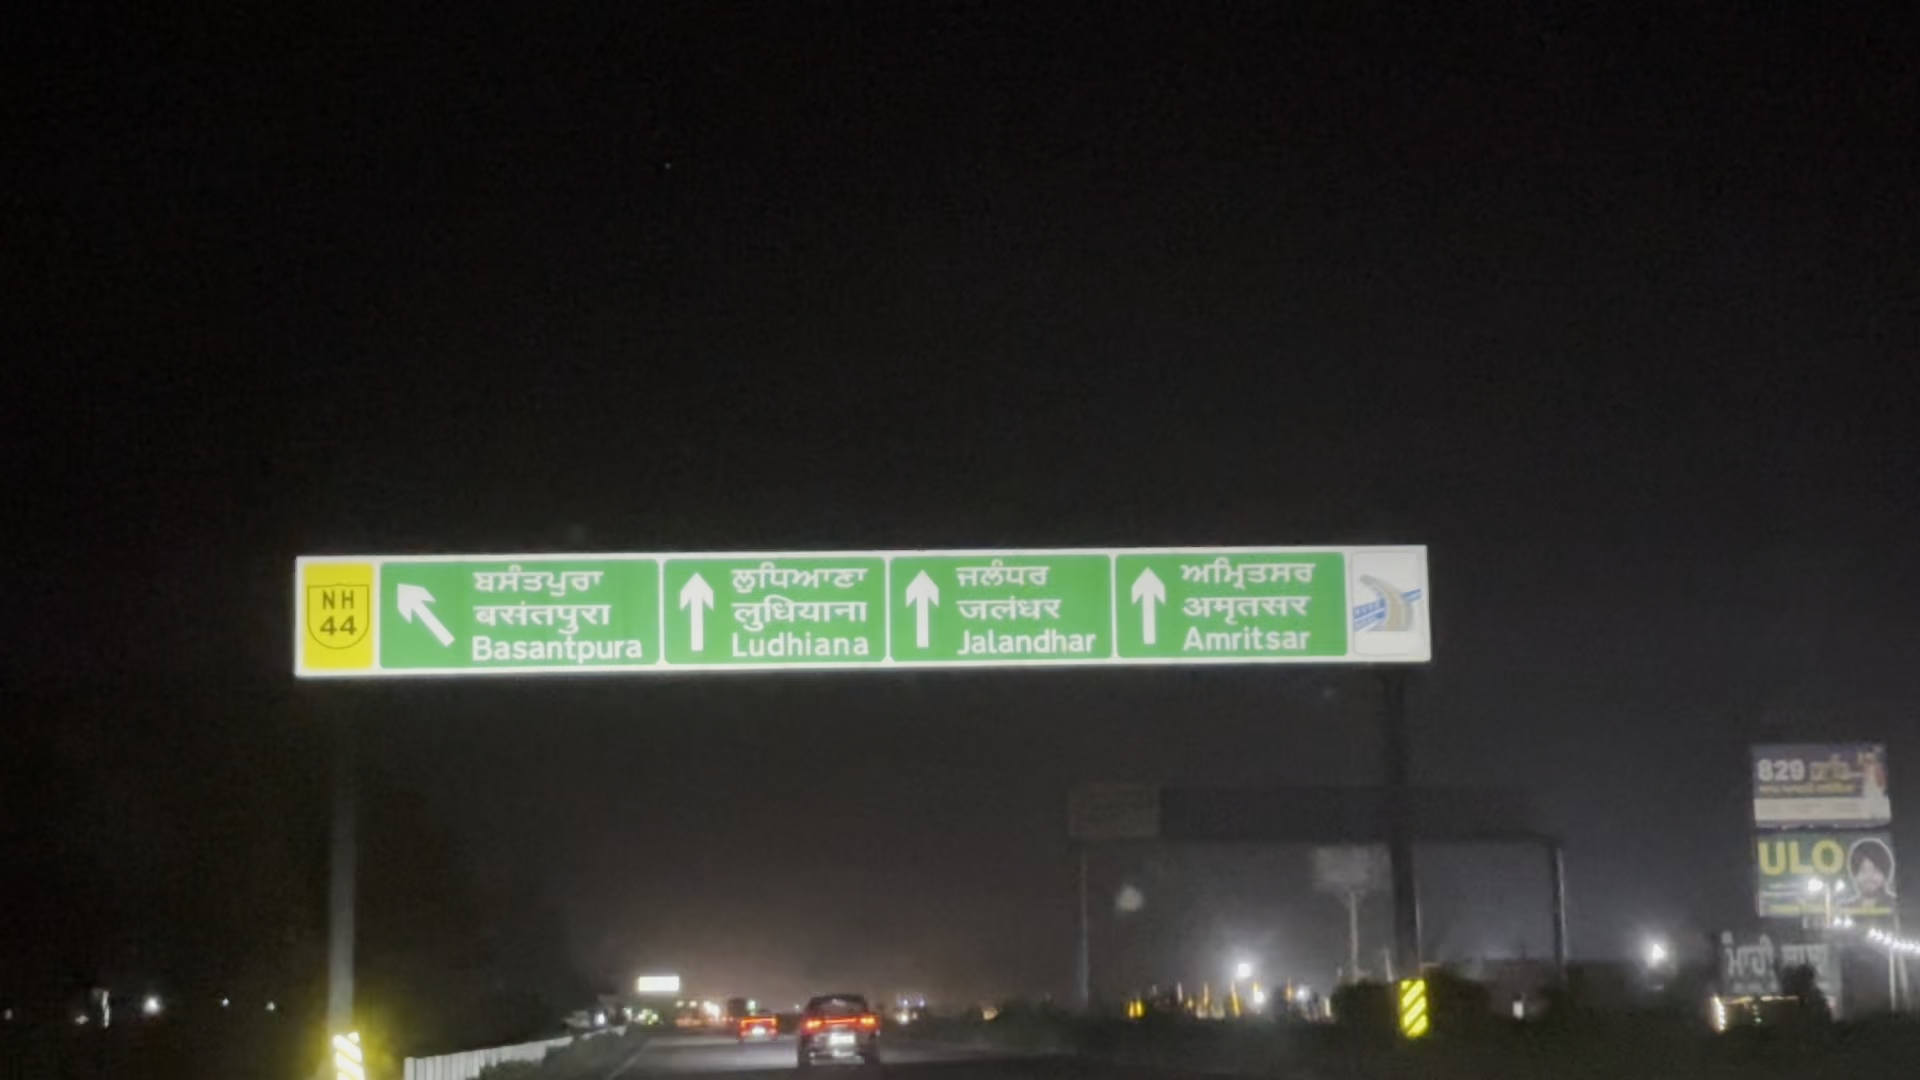 NH
44
ਬਸੰਤਪੁਰਾ
बसंतपुरा
Basantpura
ਲੁਧਿਆਣਾ
लुधियाना
Ludhiana
ਜਲੰਧਰ
जलंधर
Jalandhar
ਅਮ੍ਰਿਤਸਰ
अमृतसर
Amritsar
829
ULO